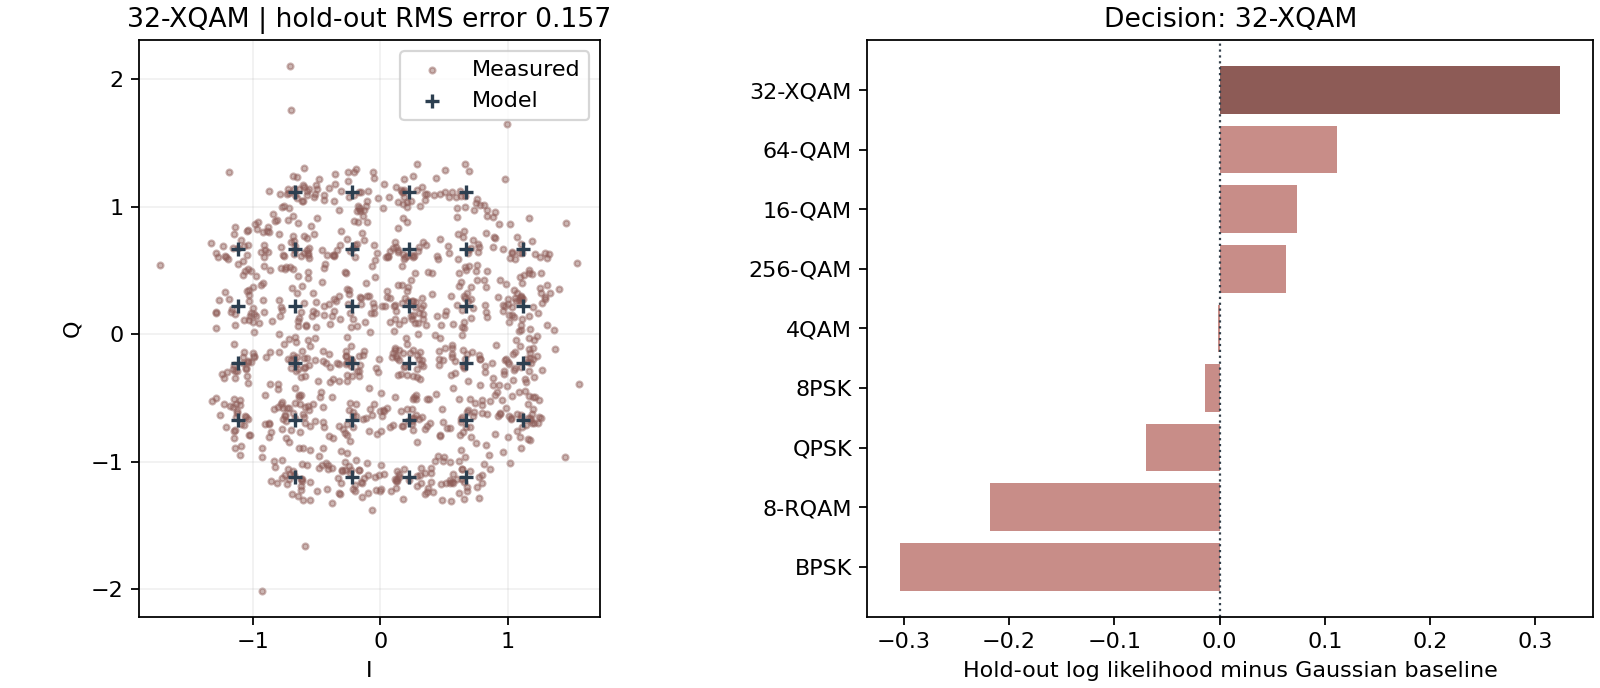 32-XQAM | hold-out RMS error 0.157
Measured
Model
2
1
0
−1
−2
Q
−1
0
1
I
Decision: 32-XQAM
32-XQAM
64-QAM
16-QAM
256-QAM
4QAM
8PSK
QPSK
8-RQAM
BPSK
−0.3
−0.2
−0.1
0.0
0.1
0.2
0.3
Hold-out log likelihood minus Gaussian baseline